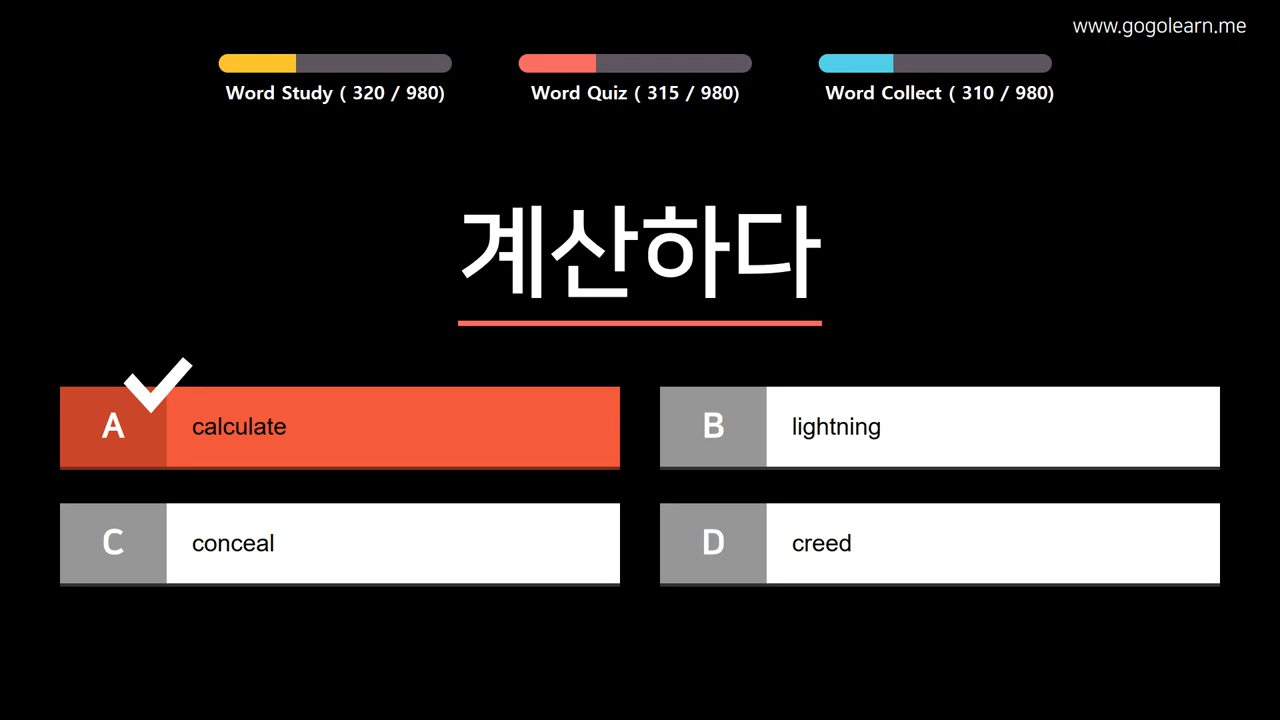 www.gogolearn.me
Word Study ( 320 / 980)
Word Quiz ( 315 / 980)
Word Collect ( 310 / 980)
계산하다
A calculate
B lightning
C conceal
D creed